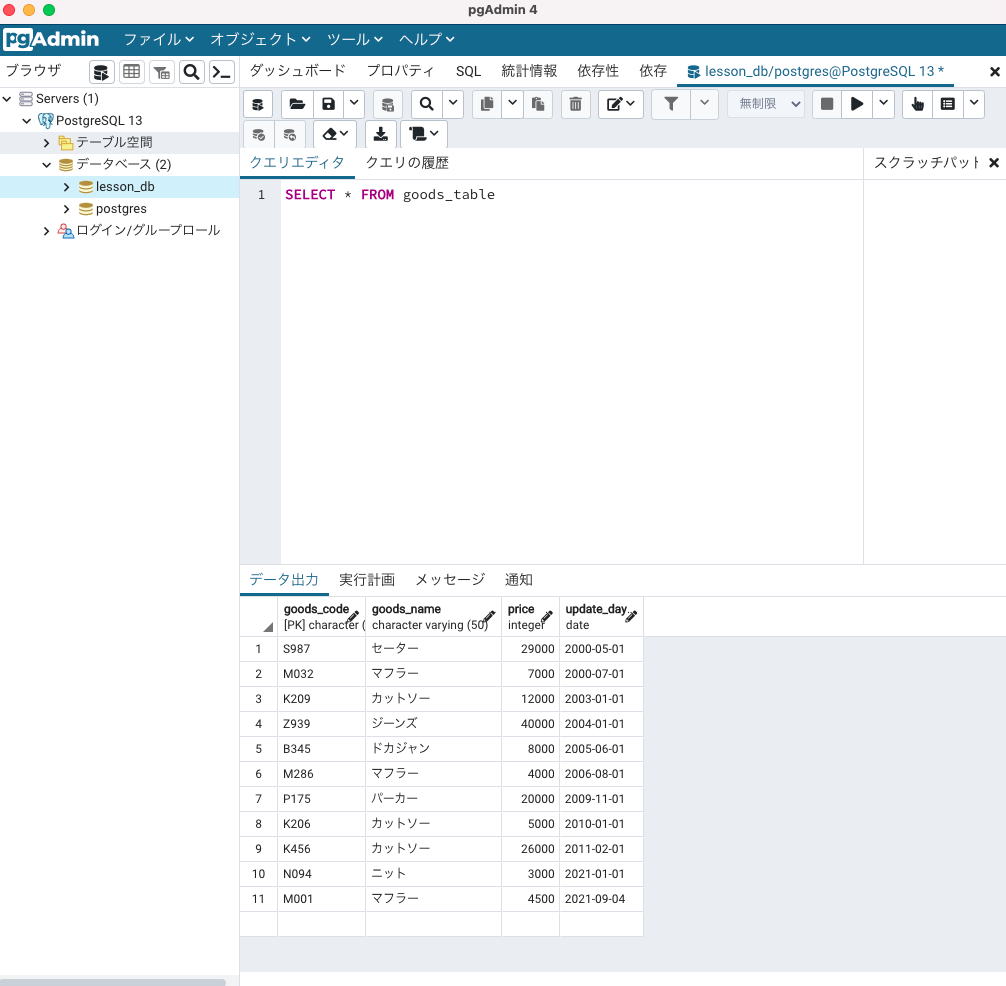 pgAdmin 4
pgAdmin ファイル オブジェクト ツール ヘルプ
ブラウザ
Servers (1)
PostgreSQL 13
テーブル空間
データベース (2)
lesson_db
postgres
ログイン/グループロール
ダッシュボード プロパティ SQL 統計情報 依存性 依存 lesson_db/postgres@PostgreSQL 13 *
無制限
クエリエディタ クエリの履歴 スクラッチパット
1 SELECT * FROM goods_table
データ出力 実行計画 メッセージ 通知
goods_code goods_name price update_day
[PK] character ( character varying (50) integer date
1 S987 セーター 29000 2000-05-01
2 M032 マフラー 7000 2000-07-01
3 K209 カットソー 12000 2003-01-01
4 Z939 ジーンズ 40000 2004-01-01
5 B345 ドカジャン 8000 2005-06-01
6 M286 マフラー 4000 2006-08-01
7 P175 パーカー 20000 2009-11-01
8 K206 カットソー 5000 2010-01-01
9 K456 カットソー 26000 2011-02-01
10 N094 ニット 3000 2021-01-01
11 M001 マフラー 4500 2021-09-04